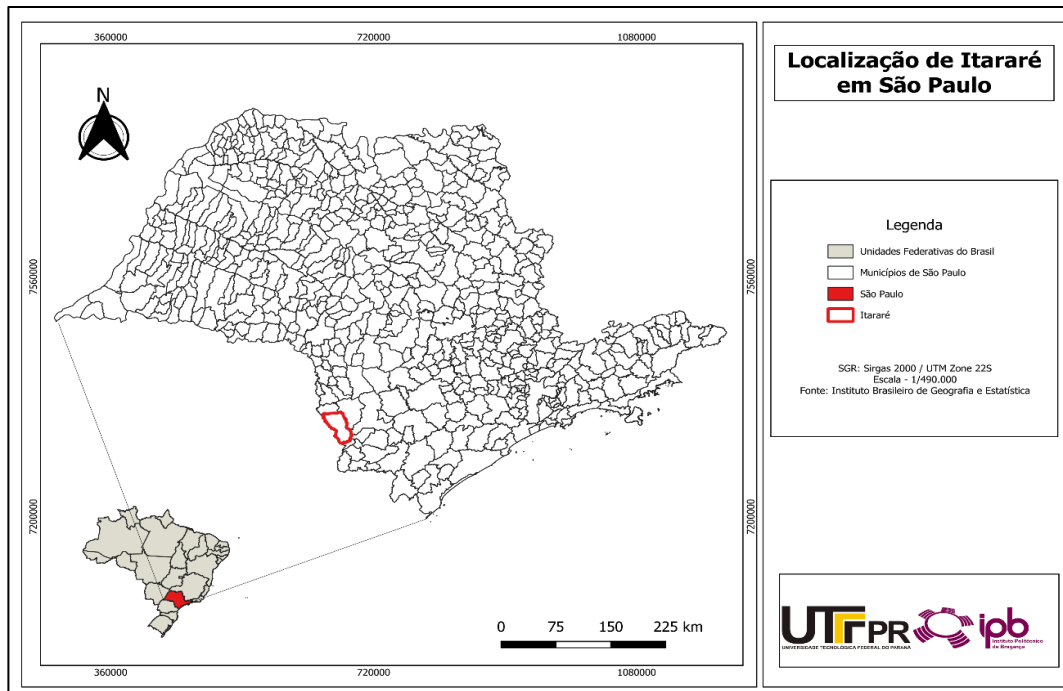 360000
720000
1080000
N
7560000
7560000
7200000
7200000
0 75 150 225 km
360000
720000
1080000
Localização de Itararé
em São Paulo
Legenda
Unidades Federativas do Brasil
Municípios de São Paulo
São Paulo
Itararé
SGR: Sirgas 2000 / UTM Zone 22S
Escala - 1/490.000
Fonte: Instituto Brasileiro de Geografia e Estatística
UTFPR
UNIVERSIDADE TECNOLÓGICA FEDERAL DO PARANÁ
ipb
Instituto Politécnico
de Bragança